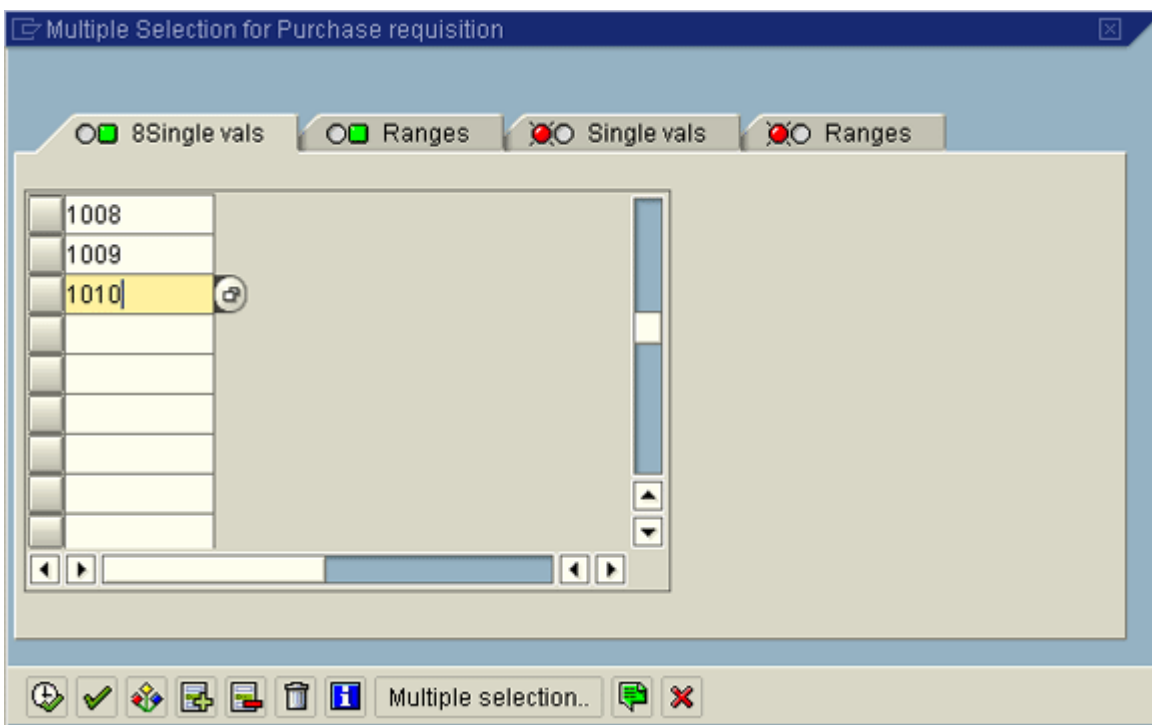 Multiple Selection for Purchase requisition
8Single vals Ranges Single vals Ranges
1008
1009
1010
Multiple selection..